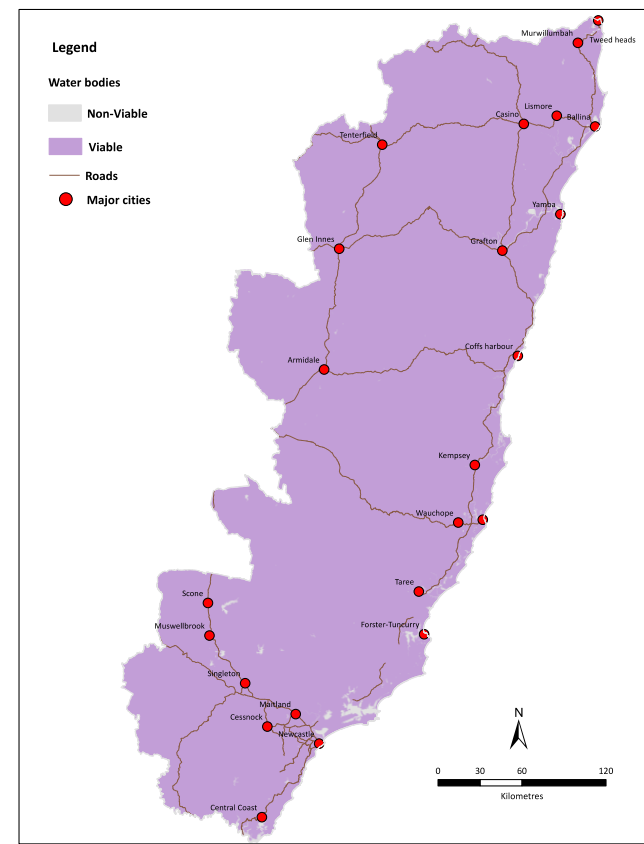 Legend
Water bodies
Non-Viable
Viable
Roads
Major cities
Murwillumbah
Tweed heads
Lismore
Casino
Ballina
Tenterfield
Yamba
Glen Innes
Grafton
Coffs harbour
Armidale
Kempsey
Wauchope
Taree
Scone
Forster-Tuncurry
Muswellbrook
Singleton
Maitland
Cessnock
Newcastle
Central Coast
N
0 30 60 120
Kilometres